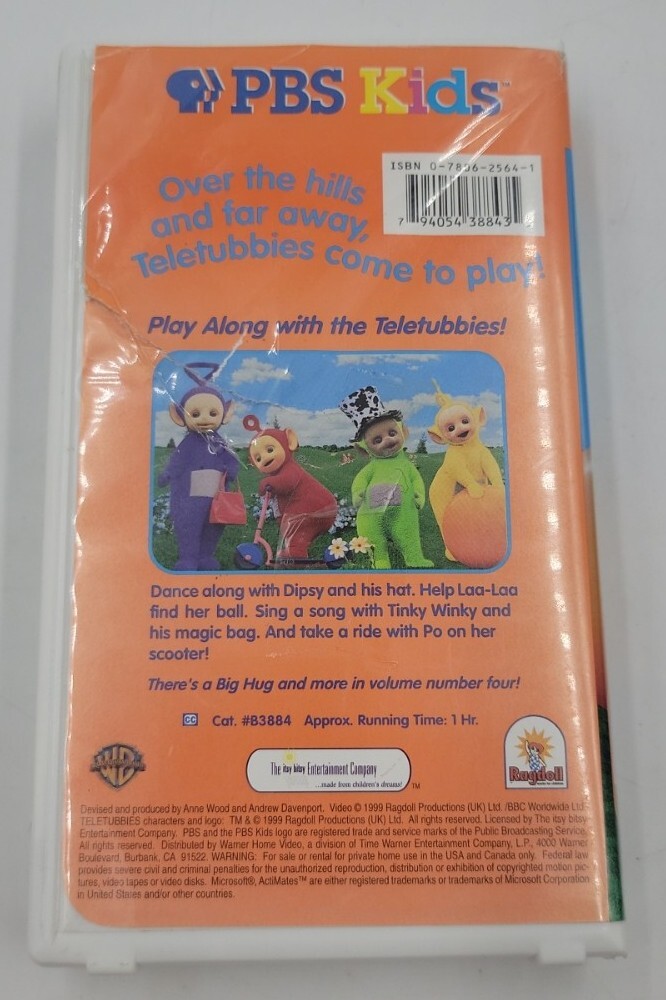 PBS Kids™
ISBN 0-7806-2564-1
7 94054 38843
Over the hills
and far away,
Teletubbies come to play!
Play Along with the Teletubbies!
Dance along with Dipsy and his hat. Help Laa-Laa
find her ball. Sing a song with Tinky Winky and
his magic bag. And take a ride with Po on her
scooter!
There's a Big Hug and more in volume number four!
CC Cat. #B3884 Approx. Running Time: 1 Hr.
The itsy bitsy Entertainment Company
...made from children's dreams!
TM
Ragdoll
Devised and produced by Anne Wood and Andrew Davenport. Video © 1999 Ragdoll Productions (UK) Ltd. /BBC Worldwide Ltd.
TELETUBBIES characters and logo: TM & © 1999 Ragdoll Productions (UK) Ltd. All rights reserved. Licensed by The itsy bitsy
Entertainment Company. PBS and the PBS Kids logo are registered trade and service marks of the Public Broadcasting Service.
All rights reserved. Distributed by Warner Home Video, a division of Time Warner Entertainment Company, L.P., 4000 Warner
Boulevard, Burbank, CA 91522. WARNING: For sale or rental for private home use in the USA and Canada only. Federal law
provides severe civil and criminal penalties for the unauthorized reproduction, distribution or exhibition of copyrighted motion pic-
tures, video tapes or video disks. Microsoft®, ActiMates™ are either registered trademarks or trademarks of Microsoft Corporation
in United States and/or other countries.